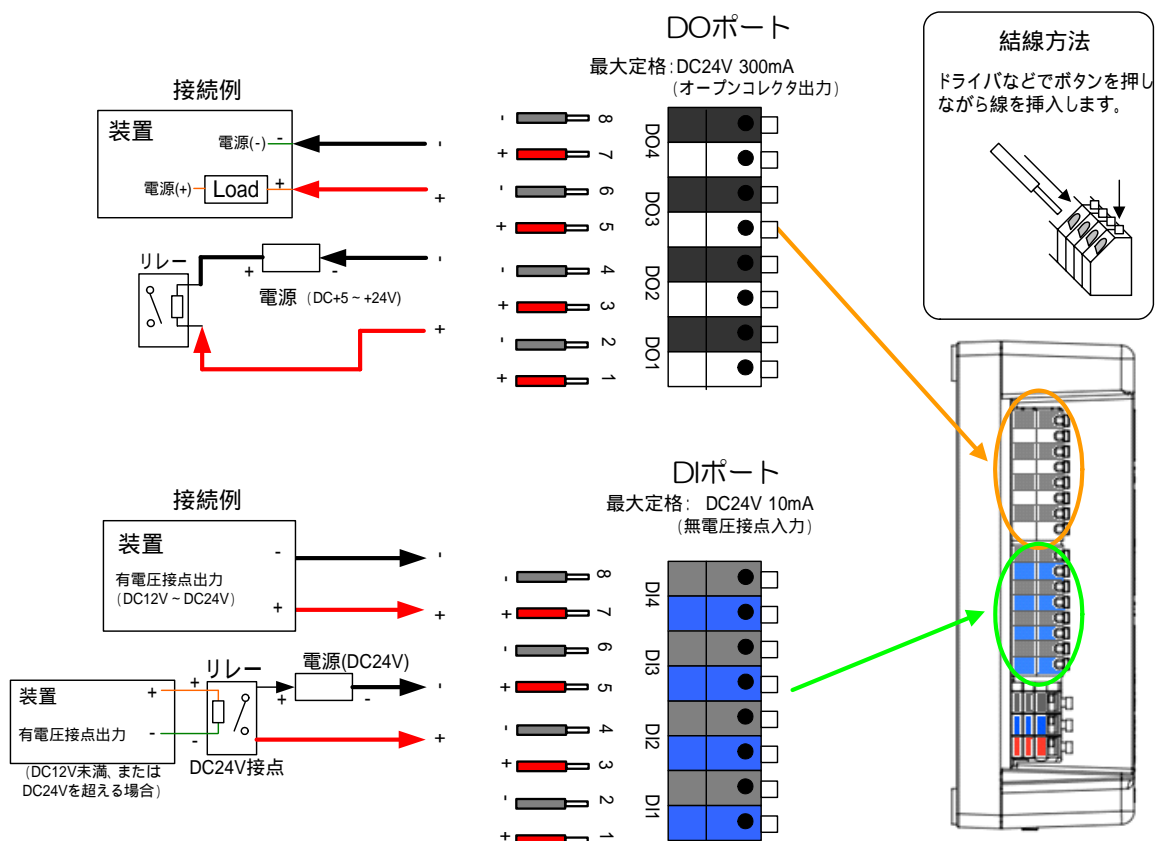 DOポート
最大定格:DC24V 300mA
(オープンコレクタ出力)
接続例
装置
電源(-)
-
電源(+)
Load
+
-
+
リレー
+
-
電源 (DC+5~+24V)
-
+
- 8
+ 7
- 6
+ 5
- 4
+ 3
- 2
+ 1
DO4
DO3
DO2
DO1
結線方法
ドライバなどでボタンを押し
ながら線を挿入します。
DIポート
最大定格: DC24V 10mA
(無電圧接点入力)
接続例
装置
有電圧接点出力
(DC12V~DC24V)
-
+
-
+
装置
有電圧接点出力
+
-
(DC12V未満、または
DC24Vを超える場合)
リレー
+
-
DC24V接点
電源(DC24V)
+
-
-
+
- 8
+ 7
- 6
+ 5
- 4
+ 3
- 2
+ 1
DI4
DI3
DI2
DI1